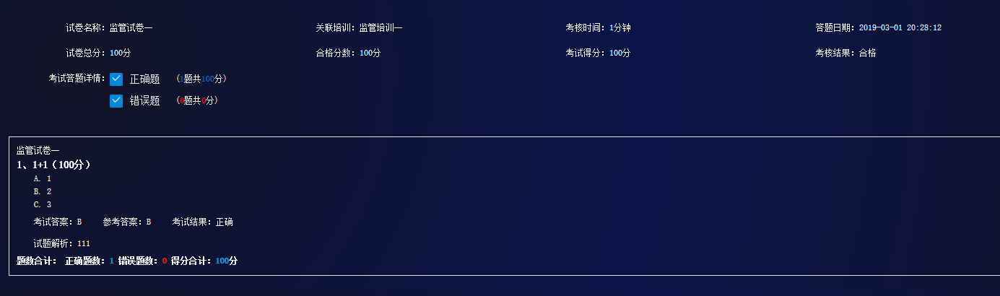 试卷名称：监管试卷一 关联培训：监管培训一 考核时间：1分钟 答题日期：2019-03-01 20:28:12
试卷总分：100分 合格分数：100分 考试得分：100分 考核结果：合格
考试答题详情： 正确题 （1题共100分）
错误题 （0题共0分）
监管试卷一
1、1+1（100分）
A. 1
B. 2
C. 3
考试答案：B 参考答案：B 考试结果：正确
试题解析：111
题数合计： 正确题数：1 错误题数：0 得分合计：100分